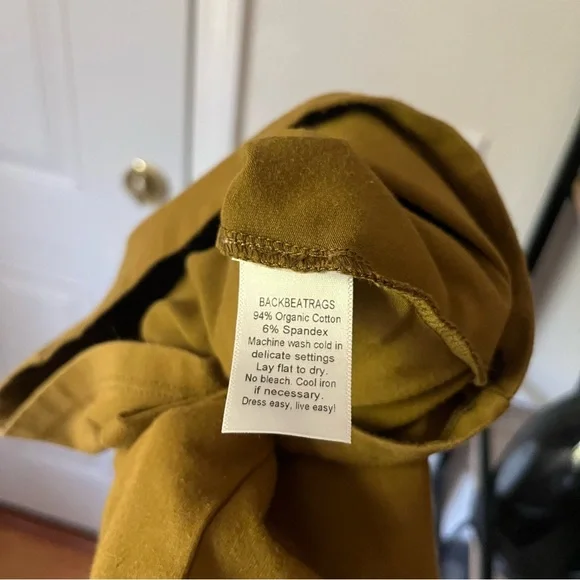 BACKBEATRAGS
94% Organic Cotton
6% Spandex
Machine wash cold in
delicate settings
Lay flat to dry.
No bleach. Cool iron
if necessary.
Dress easy, live easy!